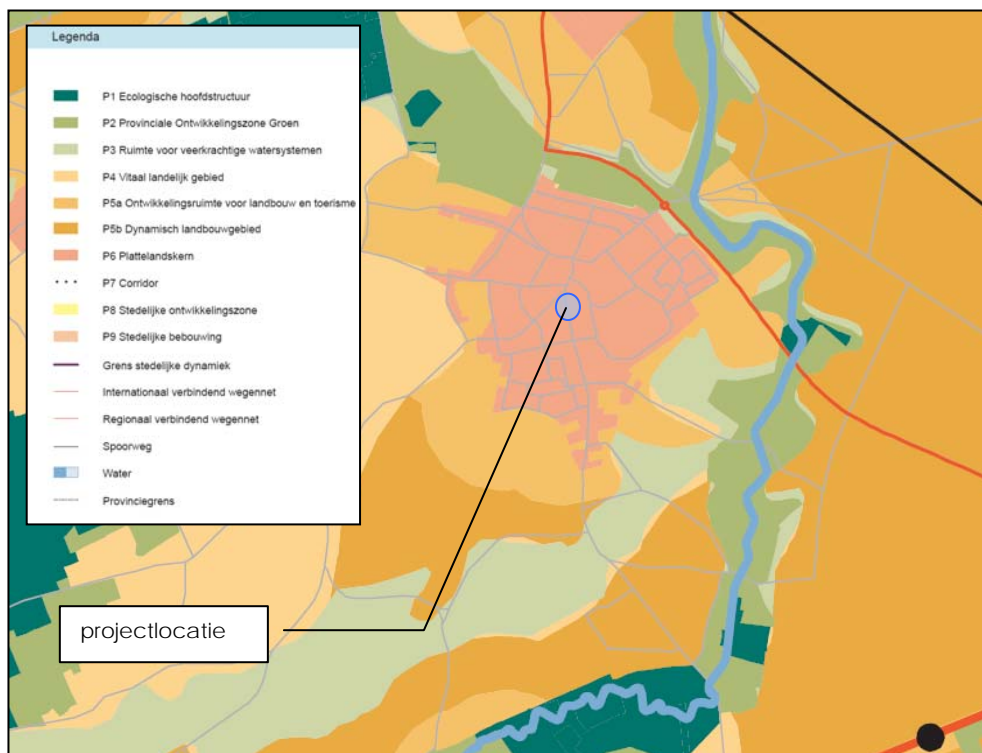 Legenda
P1 Ecologische hoofdstructuur
P2 Provinciale Ontwikkelingszone Groen
P3 Ruimte voor veerkrachtige watersystemen
P4 Vitaal landelijk gebied
P5a Ontwikkelingsruimte voor landbouw en toerisme
P5b Dynamisch landbouwgebied
P6 Plattelandskern
P7 Corridor
P8 Stedelijke ontwikkelingszone
P9 Stedelijke bebouwing
Grens stedelijke dynamiek
Internationaal verbindend wegennet
Regionaal verbindend wegennet
Spoorweg
Water
Provinciegrens
projectlocatie